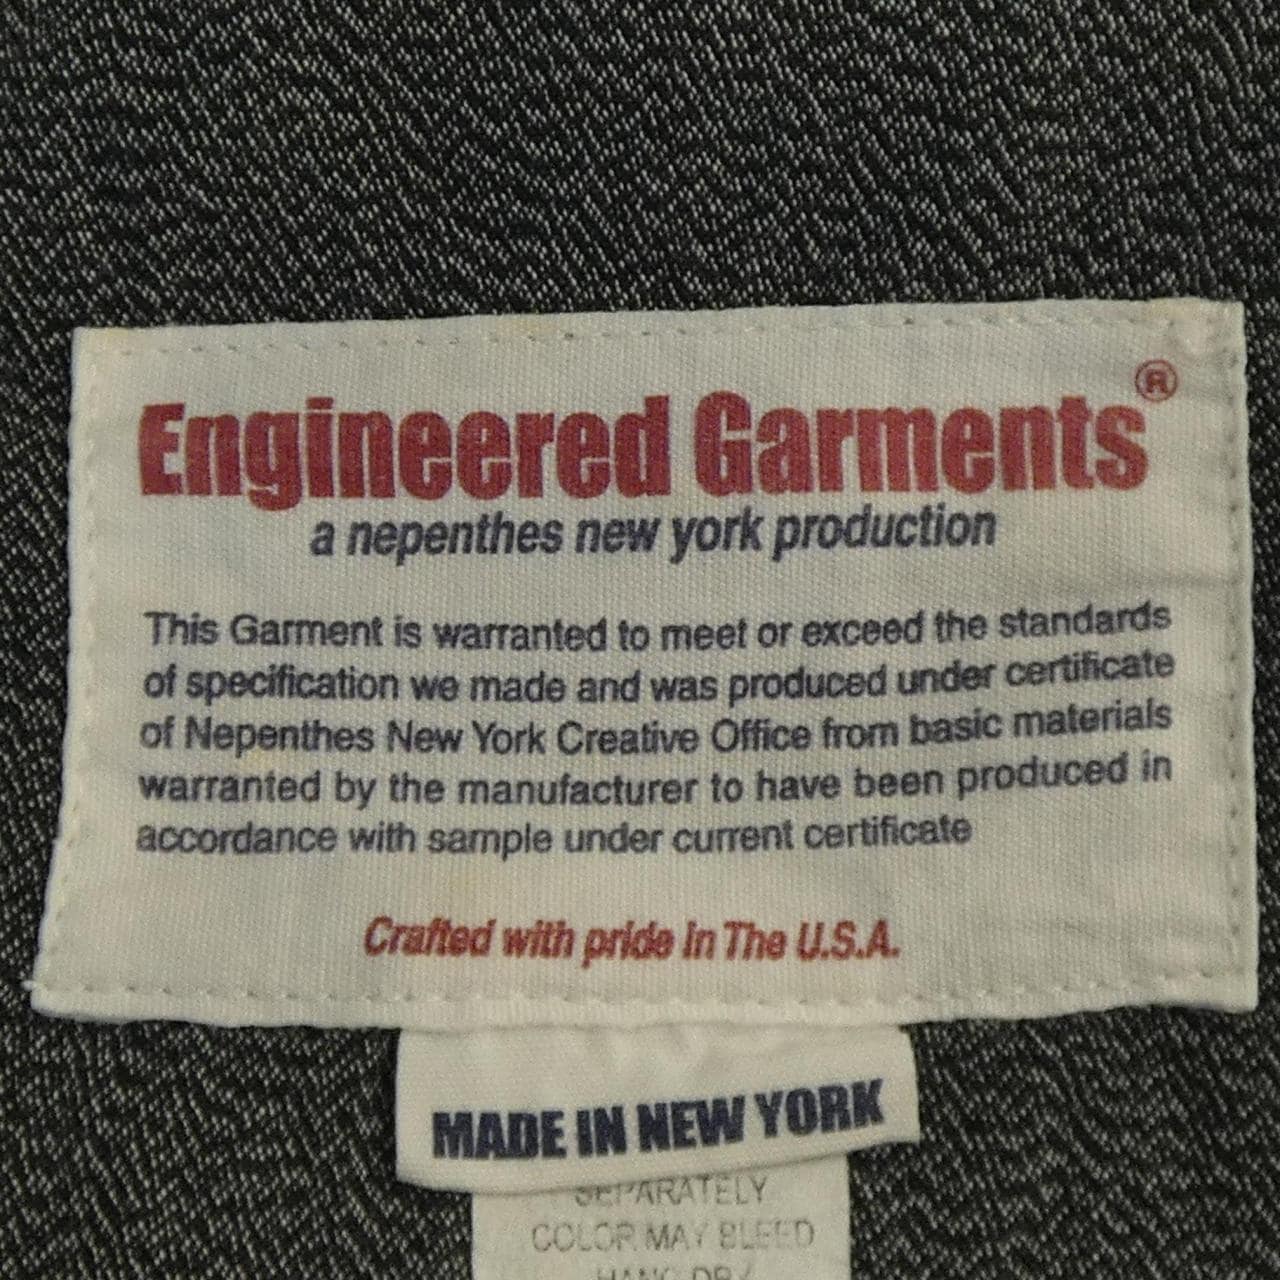 Engineered Garments®
a nepenthes new york production
This Garment is warranted to meet or exceed the standards
of specification we made and was produced under certificate
of Nepenthes New York Creative Office from basic materials
warranted by the manufacturer to have been produced in
accordance with sample under current certificate
Crafted with pride In The U.S.A.
MADE IN NEW YORK
SEPARATELY
COLOR MAY BLEED
HANG DRY